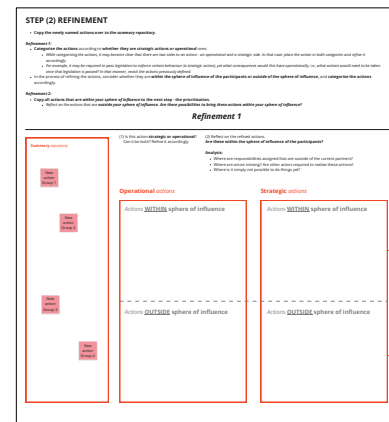 STEP (2) REFINEMENT
• Copy the newly named actions over to the summary repository.
Refinement 1:
• Categorise the actions according to whether they are strategic actions or operational ones.
• While categorising the actions, it may become clear that there are two sides to an action - an operational and a strategic side. In that case, place the action in both categories and refine it
accordingly.
• For example, it may be required to pass legislation to enforce certain behaviour (a strategic action), yet what consequences would this have operationally, i.e., what actions would need to be taken
once that legislation is passed? In that manner, revisit the actions previously defined.
• In the process of refining this actions, consider whether they are within the sphere of influence of the participants or outside of the sphere of influence, and categorise the actions
accordingly.
Refinement 2:
• Copy all actions that are within your sphere of influence to the next step - the prioritisation.
• Reflect on the actions that are outside your sphere of influence. Are there possibilities to bring these actions within your sphere of influence?
Refinement 1
Summary repository
(1) Is this action strategic or operational?
Can it be both? Refine it accordingly.
(2) Reflect on the refined actions.
Are these within the sphere of influence of the participants?
Analysis:
• Where are responsibilities assigned that are outside of the current partners?
• Where are actors missing? Are other actors required to realise these actions?
• Where is it simply not possible to do things yet?
New
action
Group 1
New
action
Group 2
New
action
Group 3
New
action
Group 4
Operational actions
Actions WITHIN sphere of influence
Actions OUTSIDE sphere of influence
Strategic actions
Actions WITHIN sphere of influence
Actions OUTSIDE sphere of influence